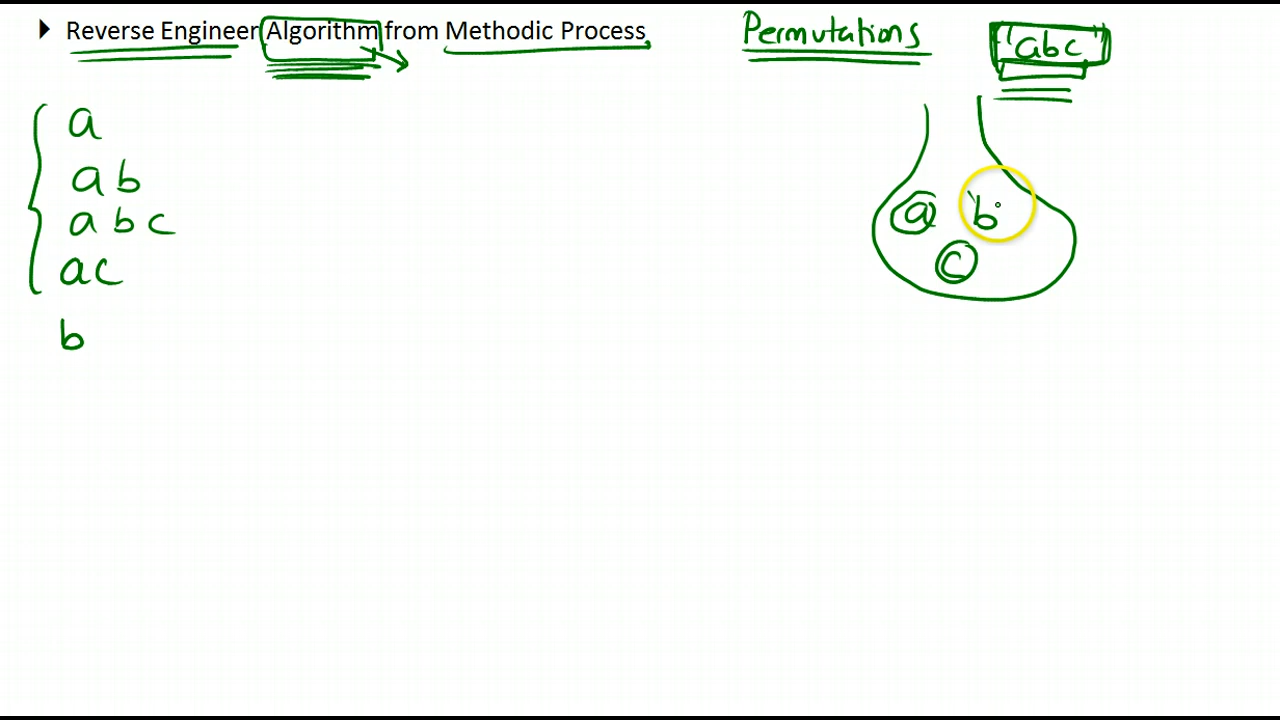 Reverse Engineer Algorithm from Methodic Process
Permutations
"abc"
a
ab
abc
ac
b
a b
c